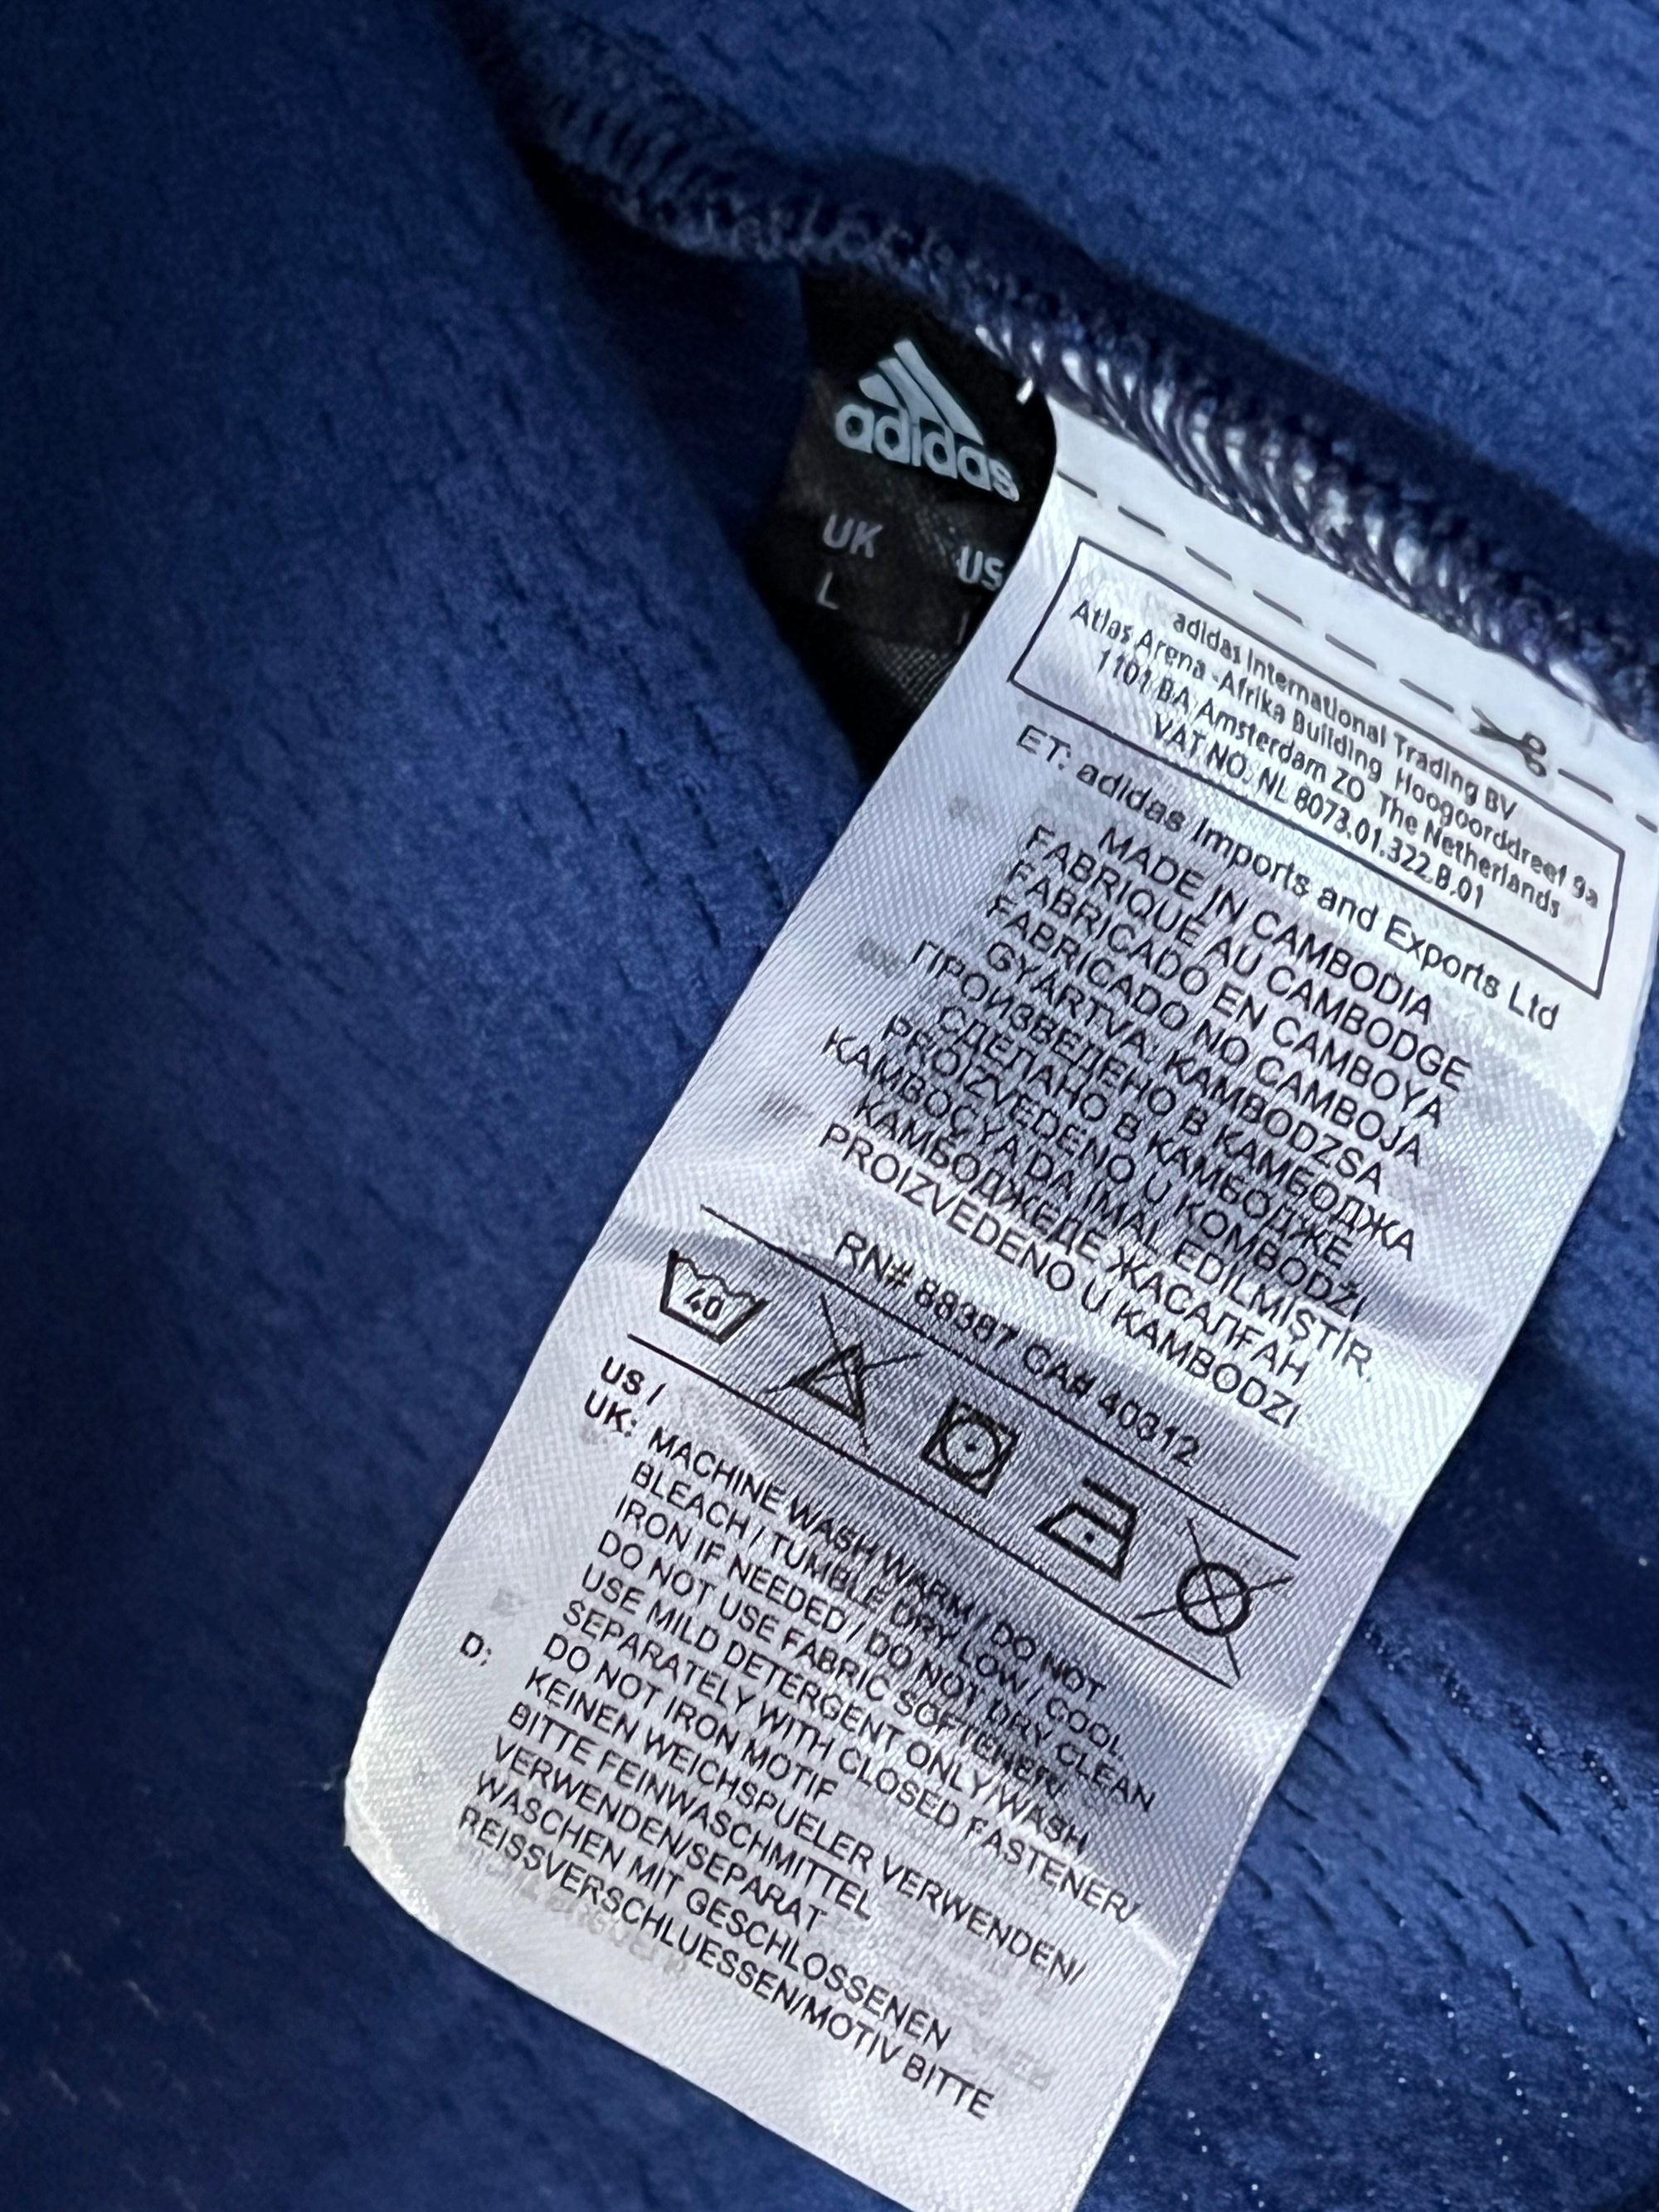 adidas
UK US
L
adidas International Trading BV
Atlas Arena -Afrika Building Hoogoorddreef 9a
1101 BA Amsterdam ZO The Netherlands
VAT NO. NL 8073.01.322.B.01
ET: adidas Imports and Exports Ltd
MADE IN CAMBODIA
FABRIQUE AU CAMBODGE
FABRICADO EN CAMBOYA
FABRICADO NO CAMBOJA
GYÁRTVA: KAMBODZSA
ПРОИЗВЕДЕНО В КАМБОДЖА
СДЕЛАНО В КАМБОДЖЕ
PROIZVEDENO U KOMBODŽI
KAMBOÇYA'DA İMAL EDİLMİŞTİR.
КАМБОДЖЕДЕ ЖАСАЛҒАН
PROIZVEDENO U KAMBODZI
RN# 88387 CA# 40312
40
US /
UK: MACHINE WASH WARM / DO NOT
BLEACH / TUMBLE DRY LOW / COOL
IRON IF NEEDED / DO NOT DRY CLEAN
DO NOT USE FABRIC SOFTENER/
USE MILD DETERGENT ONLY/WASH
SEPARATELY WITH CLOSED FASTENER/
DO NOT IRON MOTIF
D: KEINEN WEICHSPUELER VERWENDEN/
BITTE FEINWASCHMITTEL
VERWENDEN/SEPARAT
WASCHEN MIT GESCHLOSSENEN
REISSVERSCHLUESSEN/MOTIV BITTE